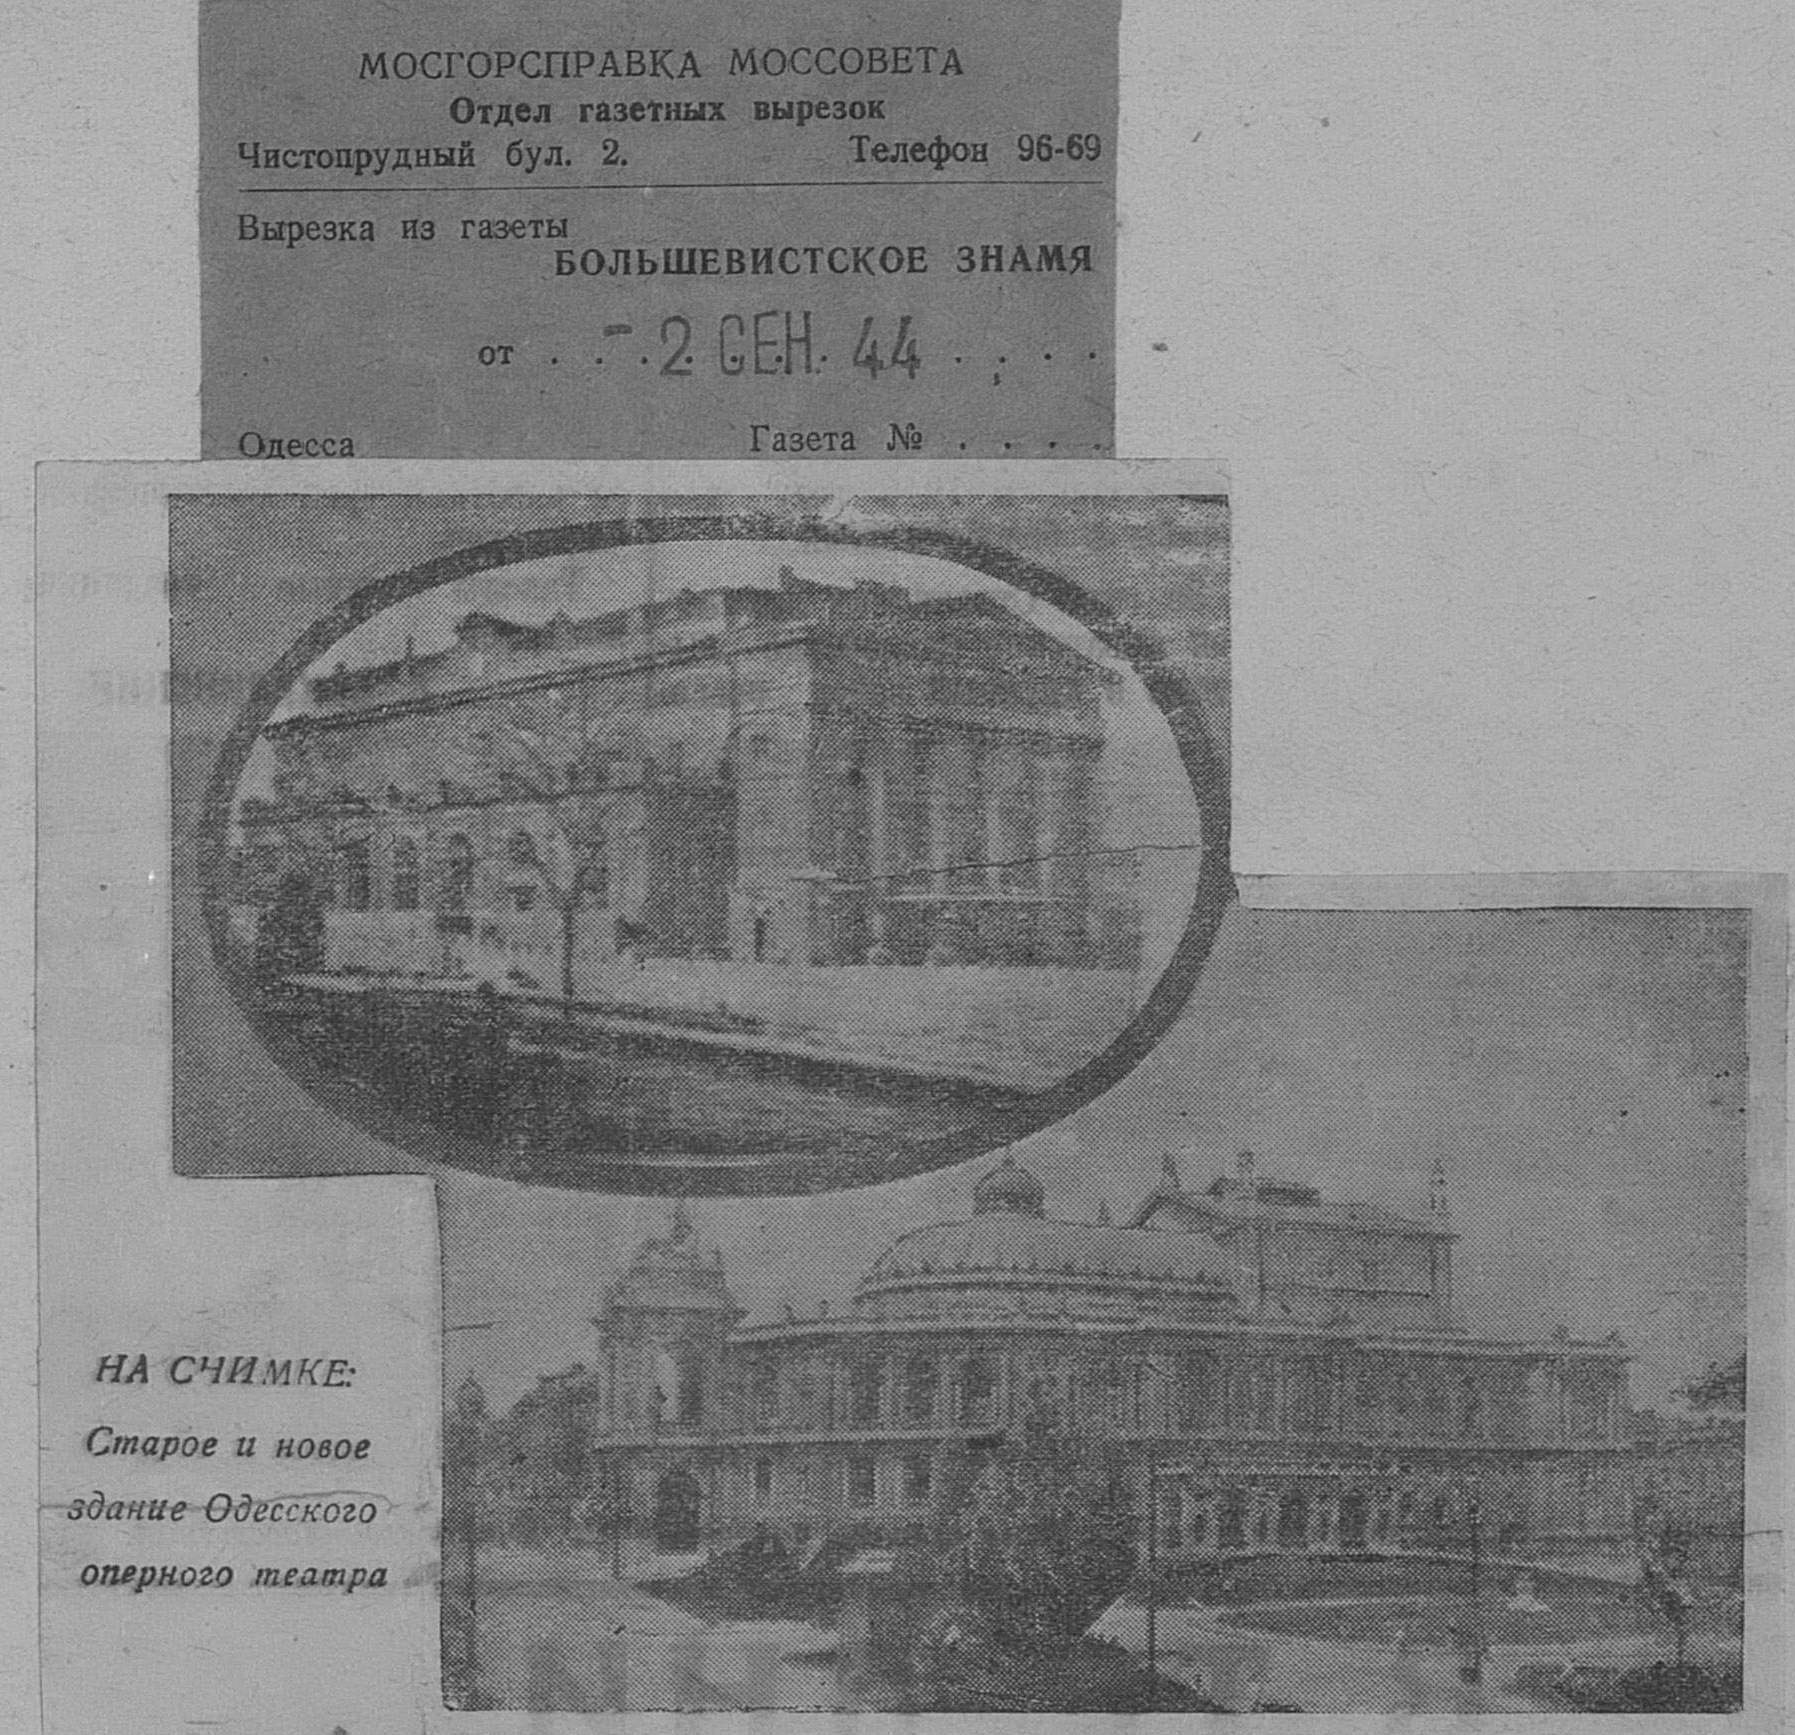 МОСГОРСПРАВКА МОССОВЕТА
Отдел газетных вырезок
Чистопрудный бул. 2. Телефон 96-69
Вырезка из газеты
БОЛЬШЕВИСТСКОЕ ЗНАМЯ
от . . - . 2 СЕН. 44 . . . .
Одесса Газета № . . . .
НА СЧИМКЕ:
Старое и новое
здание Одесского
оперного театра